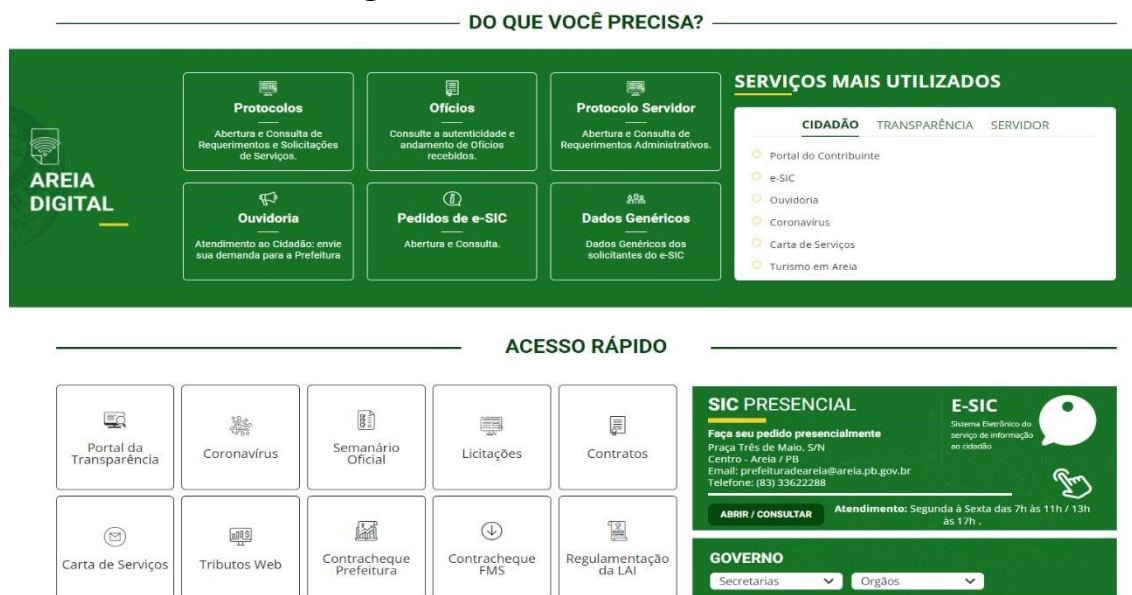 DO QUE VOCÊ PRECISA?
AREIA
DIGITAL
Protocolos
Abertura e Consulta de
Requerimentos e Solicitações
de Serviços.
Ofícios
Consulte a autenticidade e
andamento de Ofícios
recebidos.
Protocolo Servidor
Abertura e Consulta de
Requerimentos Administrativos.
Ouvidoria
Atendimento ao Cidadão: envie
sua demanda para a Prefeitura
Pedidos de e-SIC
Abertura e Consulta.
Dados Genéricos
Dados Genéricos dos
solicitantes do e-SIC
SERVIÇOS MAIS UTILIZADOS
CIDADÃO TRANSPARÊNCIA SERVIDOR
Portal do Contribuinte
e-SIC
Ouvidoria
Coronavírus
Carta de Serviços
Turismo em Areia
ACESSO RÁPIDO
Portal da
Transparência
Coronavírus
Semanário
Oficial
Licitações
Contratos
Carta de Serviços
Tributos Web
Contracheque
Prefeitura
Contracheque
FMS
Regulamentação
da LAI
SIC PRESENCIAL
Faça seu pedido presencialmente
Praça Três de Maio, S/N
Centro - Areia / PB
Email: prefeituradeareia@areia.pb.gov.br
Telefone: (83) 33622288
E-SIC
Sistema Eletrônico do
serviço de informação
ao cidadão
ABRIR / CONSULTAR
Atendimento: Segunda à Sexta das 7h às 11h / 13h
às 17h .
GOVERNO
Secretarias
Orgãos